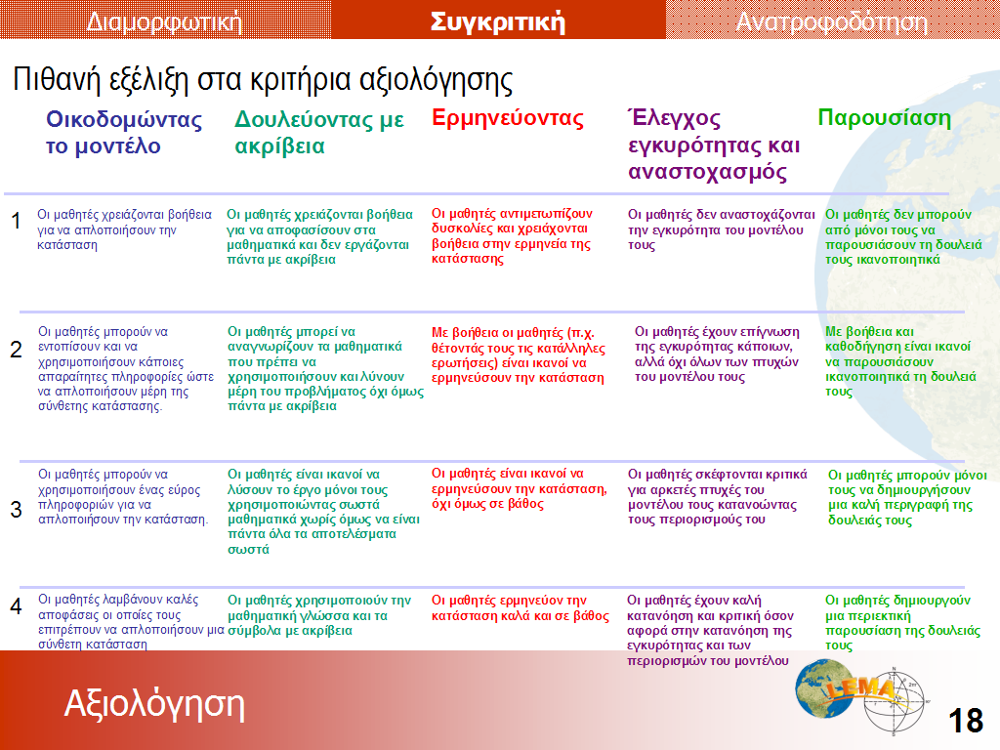 Διαμορφωτική
Συγκριτική
Ανατροφοδότηση
Πιθανή εξέλιξη στα κριτήρια αξιολόγησης
Οικοδομώντας
το μοντέλο
Δουλεύοντας με
ακρίβεια
Ερμηνεύοντας
Έλεγχος
εγκυρότητας και
αναστοχασμός
Παρουσίαση
1
Οι μαθητές χρειάζονται βοήθεια
για να απλοποιήσουν την
κατάσταση
Οι μαθητές χρειάζονται βοήθεια
για να αποφασίσουν στα
μαθηματικά και δεν εργάζονται
πάντα με ακρίβεια
Οι μαθητές αντιμετωπίζουν
δυσκολίες και χρειάχονται
βοήθεια στην ερμηνεία της
κατάστασης
Οι μαθητές δεν αναστοχάζονται
την εγκυρότητα του μοντέλου
τους
Οι μαθητές δεν μπορούν
από μόνοι τους να
παρουσιάσουν τη δουλειά
τους ικανοποιητικά
2
Οι μαθητές μπορούν να
εντοπίσουν και να
χρησιμοποιήσουν κάποιες
απαραίτητες πληροφορίες ώστε
να απλοποιήσουν μέρη της
σύνθετης κατάστασης.
Οι μαθητές μπορεί να
αναγνωρίζουν τα μαθηματικά
που πρέπει να
χρησιμοποιήσουν και λύνουν
μέρη του προβλήματος όχι όμως
πάντα με ακρίβεια
Με βοήθεια οι μαθητές (π.χ.
θέτοντάς τους τις κατάλληλες
ερωτήσεις) είναι ικανοί να
ερμηνεύσουν την κατάσταση
Οι μαθητές έχουν επίγνωση
της εγκυρότητας κάποιων,
αλλά όχι όλων των πτυχών
του μοντέλου τους
Με βοήθεια και
καθοδήγηση είναι ικανοί
να παρουσιάσουν
ικανοποιητικά τη δουλειά
τους
3
Οι μαθητές μπορούν να
χρησιμοποιήσουν ένας εύρος
πληροφοριών για να
απλοποιήσουν την κατάσταση.
Οι μαθητές είναι ικανοί να
λύσουν το έργο μόνοι τους
χρησιμοποιώντας σωστά
μαθηματικά χωρίς όμως να είναι
πάντα όλα τα αποτελέσματα
σωστά
Οι μαθητές είναι ικανοί να
ερμηνεύσουν την κατάσταση,
όχι όμως σε βάθος
Οι μαθητές σκέφτονται κριτικά
για αρκετές πτυχές του
μοντέλου τους κατανοώντας
τους περιορισμούς του
Οι μαθητές μπορούν μόνοι
τους να δημιουργήσουν
μια καλή περιγραφή της
δουλειάς τους
4
Οι μαθητές λαμβάνουν καλές
αποφάσεις οι οποίες τους
επιτρέπουν να απλοποιήσουν μια
σύνθετη κατάσταση
Οι μαθητές χρησιμοποιούν την
μαθηματική γλώσσα και τα
σύμβολα με ακρίβεια
Οι μαθητές ερμηνεύον την
κατάσταση καλά και σε βάθος
Οι μαθητές έχουν καλή
κατανόηση και κριτική όσον
αφορά στην κατανόηση της
εγκυρότητας και των
περιορισμών του μοντέλου
Οι μαθητές δημιουργούν
μια περιεκτική
παρουσίαση της δουλειάς
τους
Αξιολόγηση
LEMA
18